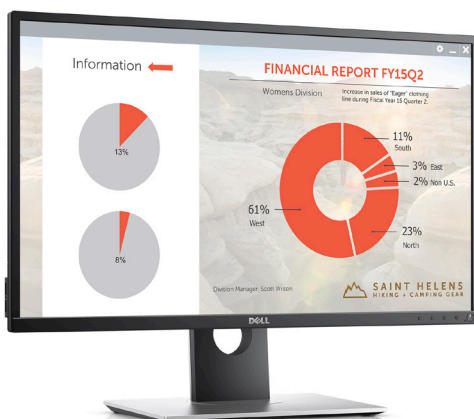 Information
13%
8%
FINANCIAL REPORT FY15Q2
Womens Division
Increase in sales of "Eager" clothing
line during Fiscal Year 15 Quarter 2.
11%
South
3% East
2% Non U.S.
61%
West
23%
North
Division Manager: Scott Wilson
SAINT HELENS
HIKING + CAMPING GEAR
DELL